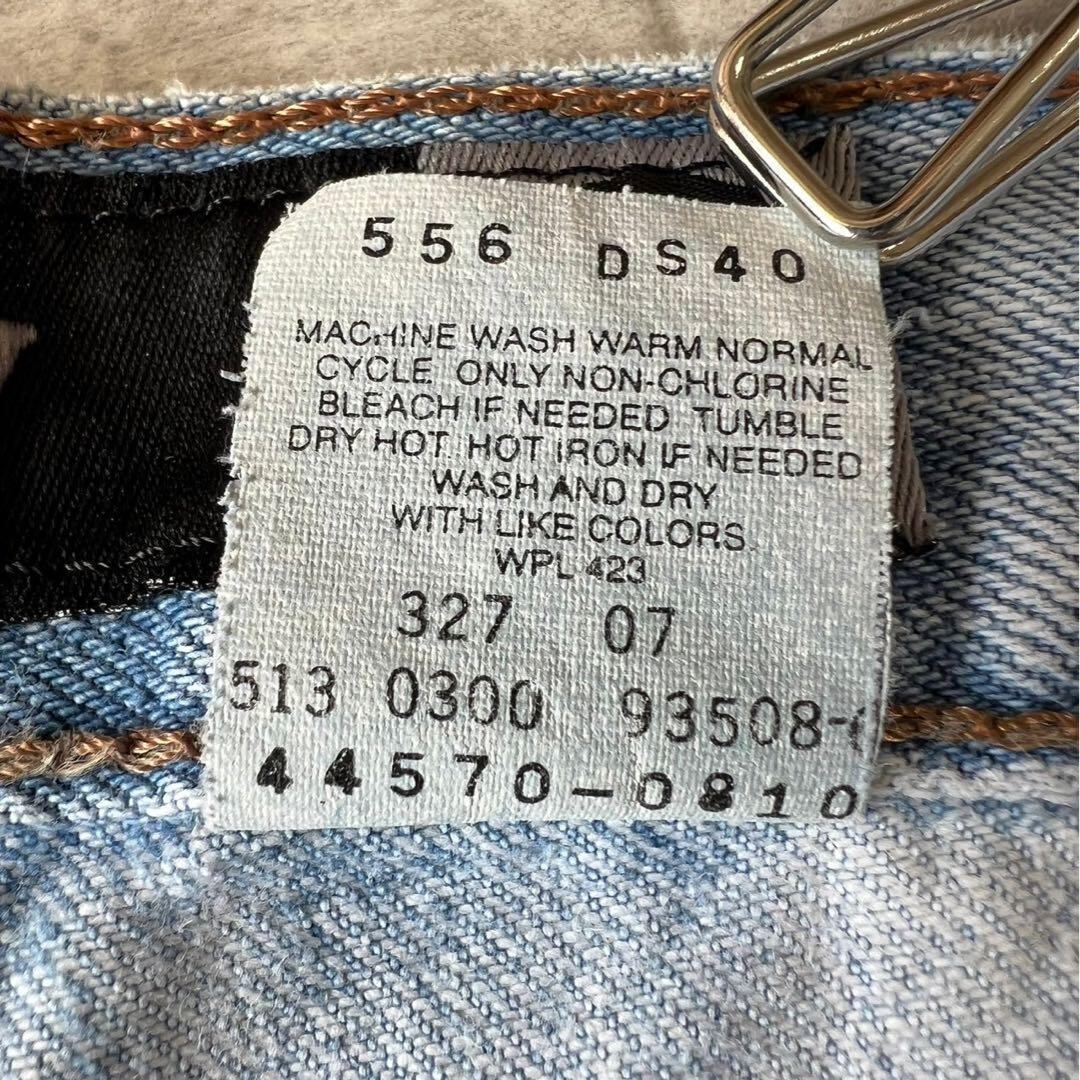 556 DS40
MACHINE WASH WARM NORMAL
CYCLE ONLY NON-CHLORINE
BLEACH IF NEEDED TUMBLE
DRY HOT HOT IRON IF NEEDED
WASH AND DRY
WITH LIKE COLORS.
WPL 423
327 07
513 0300 93508-
44570-0810